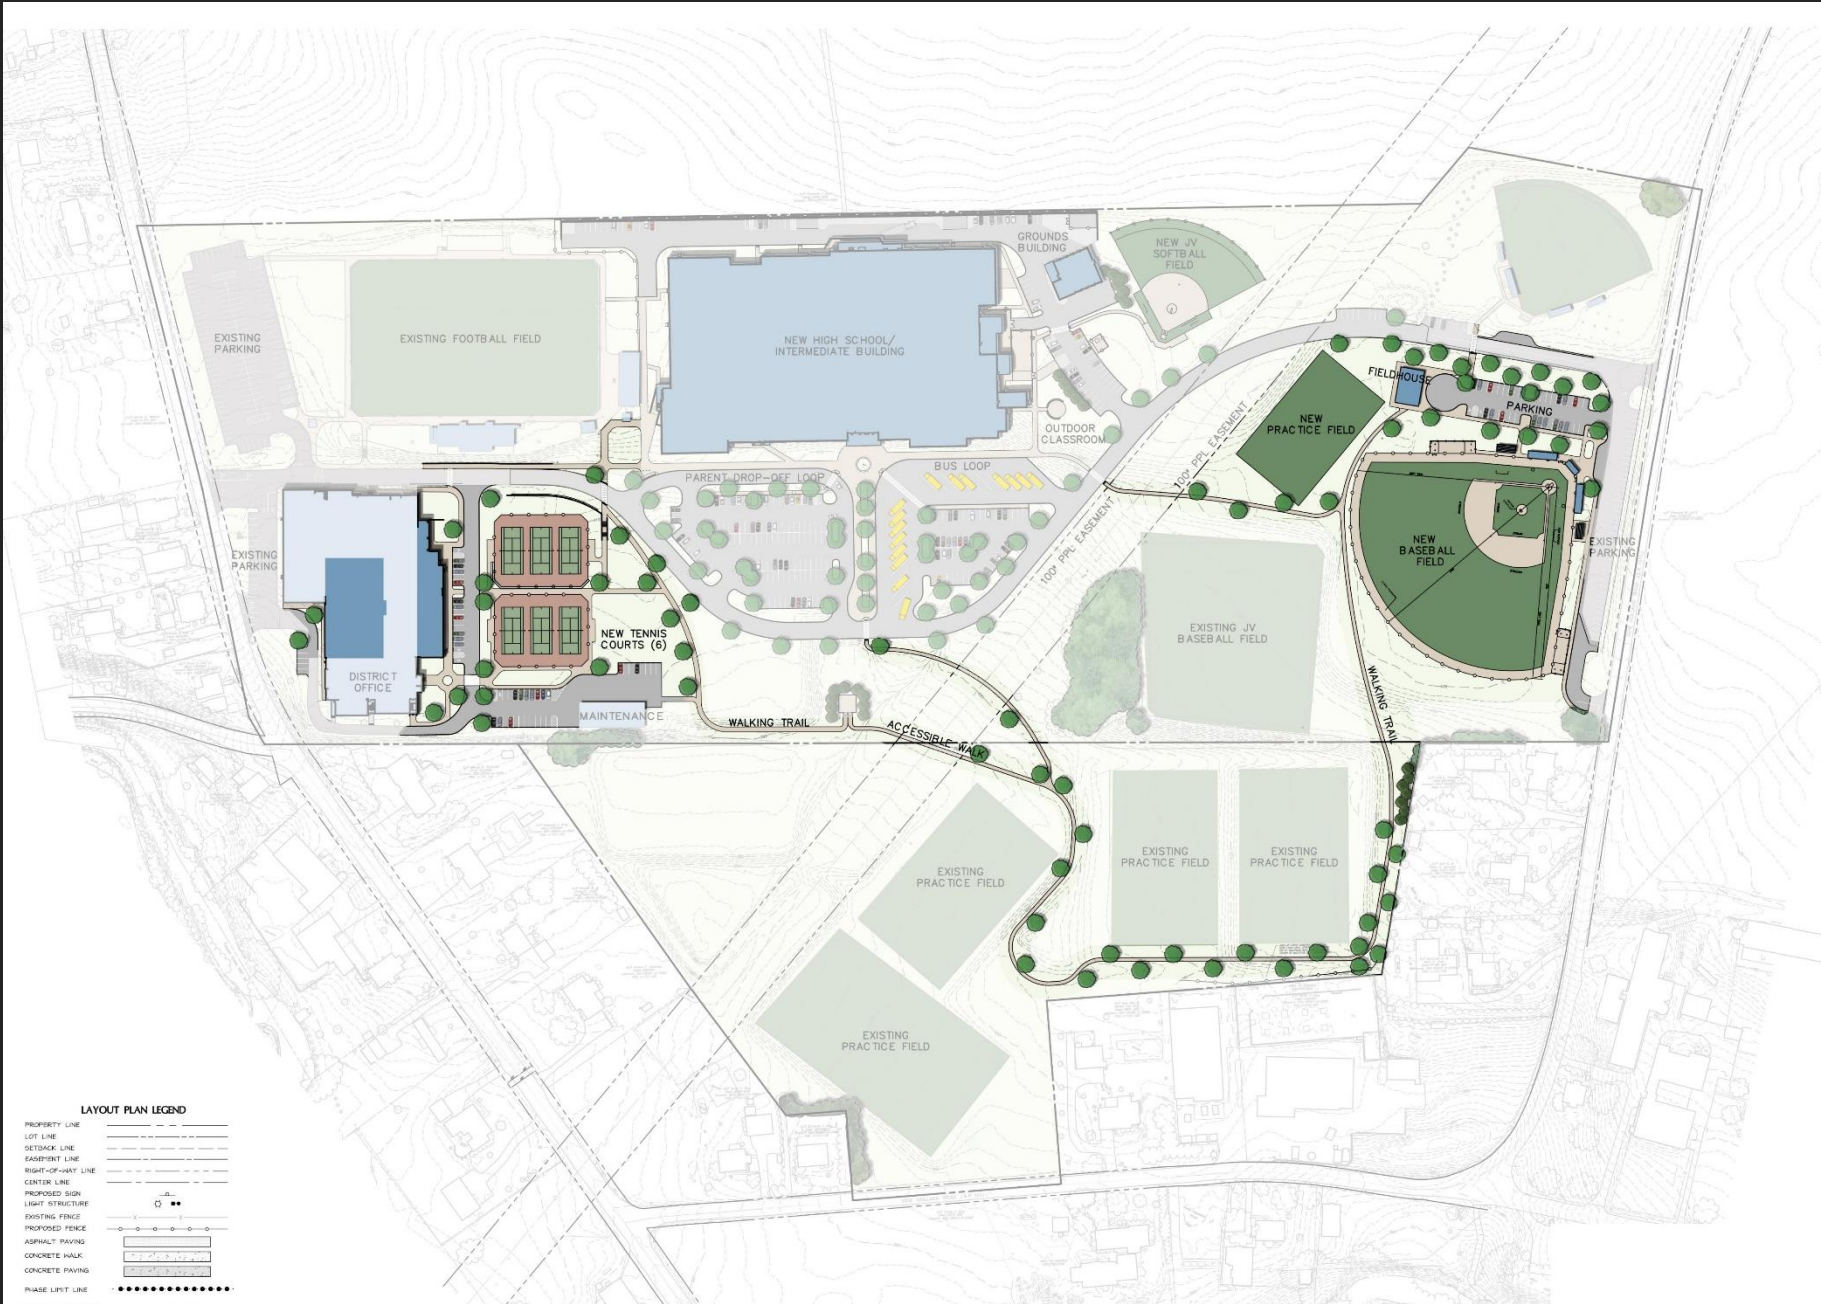 GROUNDS
BUILDING
NEW JV
SOFTBALL
FIELD
EXISTING
PARKING
EXISTING FOOTBALL FIELD
NEW HIGH SCHOOL/
INTERMEDIATE BUILDING
FIELDHOUSE
PARKING
NEW
PRACTICE FIELD
OUTDOOR
CLASSROOM
100' PPL EASEMENT
PARENT DROP-OFF LOOP
BUS LOOP
100' PPL EASEMENT
EXISTING
PARKING
NEW
BASEBALL
FIELD
EXISTING
PARKING
NEW TENNIS
COURTS (6)
EXISTING JV
BASEBALL FIELD
DISTRICT
OFFICE
MAINTENANCE
WALKING TRAIL
ACCESSIBLE WALK
WALKING TRAIL
EXISTING
PRACTICE FIELD
EXISTING
PRACTICE FIELD
EXISTING
PRACTICE FIELD
EXISTING
PRACTICE FIELD
LAYOUT PLAN LEGEND
PROPERTY LINE
LOT LINE
SETBACK LINE
EASEMENT LINE
RIGHT-OF-WAY LINE
CENTER LINE
PROPOSED SIGN
LIGHT STRUCTURE
EXISTING FENCE
PROPOSED FENCE
ASPHALT PAVING
CONCRETE WALK
CONCRETE PAVING
PHASE LIMIT LINE